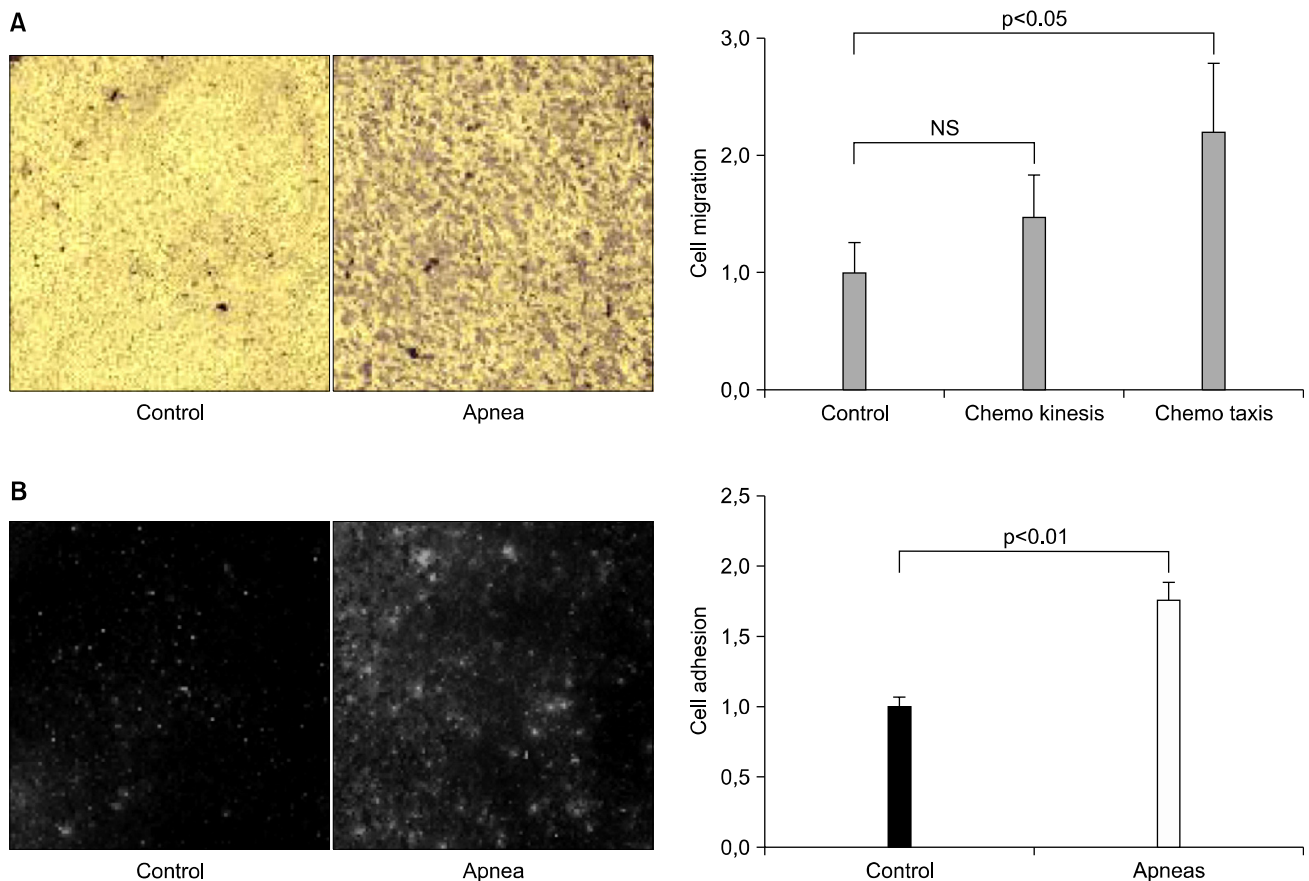 A
Control Apnea
p<0.05
NS
Cell migration
3,0
2,0
1,0
0,0
Control Chemo kinesis Chemo taxis
B
Control Apnea
p<0.01
Cell adhesion
2,5
2,0
1,5
1,0
0,5
0,0
Control Apneas